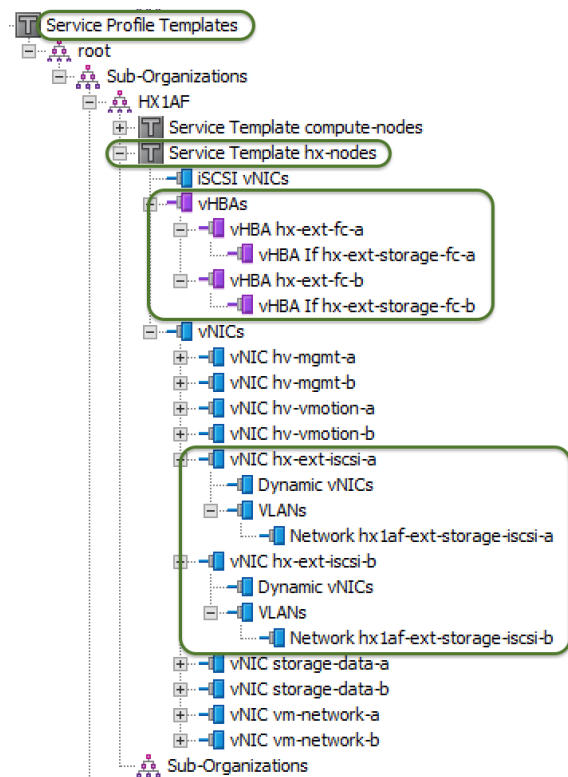 Service Profile Templates
root
Sub-Organizations
HX1AF
Service Template compute-nodes
Service Template hx-nodes
iSCSI vNICs
vHBAs
vHBA hx-ext-fc-a
vHBA If hx-ext-storage-fc-a
vHBA hx-ext-fc-b
vHBA If hx-ext-storage-fc-b
vNICs
vNIC hv-mgmt-a
vNIC hv-mgmt-b
vNIC hv-vmotion-a
vNIC hv-vmotion-b
vNIC hx-ext-iscsi-a
Dynamic vNICs
VLANs
Network hx1af-ext-storage-iscsi-a
vNIC hx-ext-iscsi-b
Dynamic vNICs
VLANs
Network hx1af-ext-storage-iscsi-b
vNIC storage-data-a
vNIC storage-data-b
vNIC vm-network-a
vNIC vm-network-b
Sub-Organizations